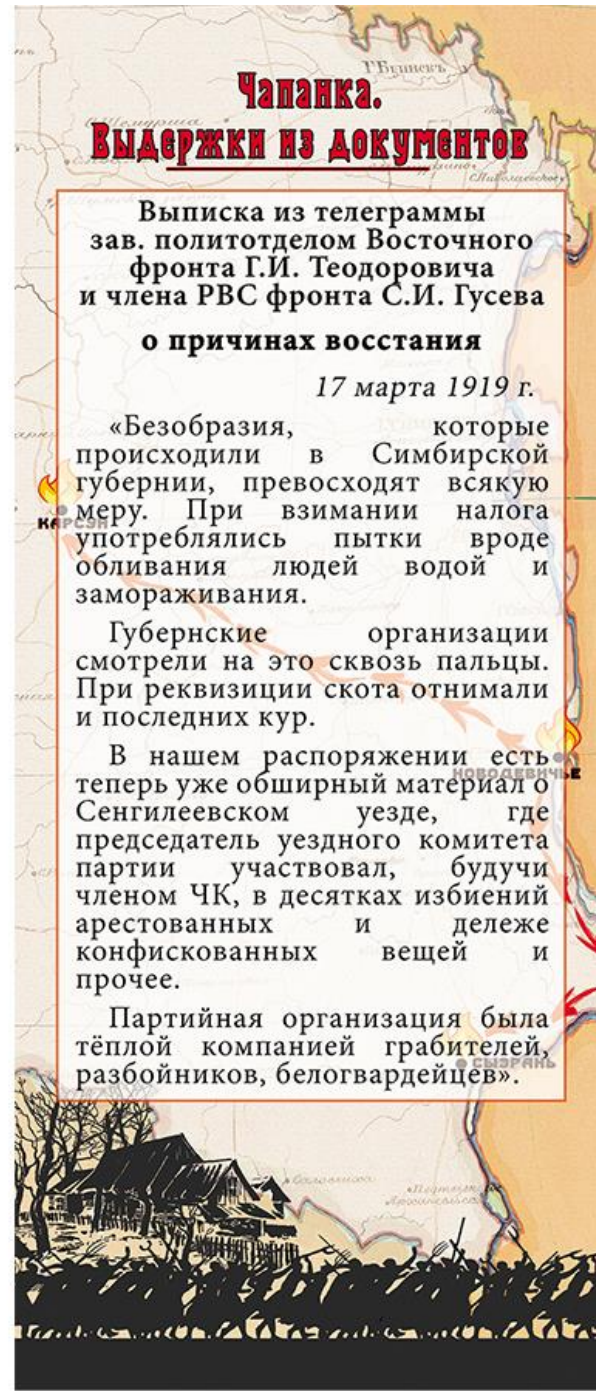 Г Буинскъ
Чапанка.
Выдержки из документов
Выписка из телеграммы
зав. политотделом Восточного
фронта Г.И. Теодоровича
и члена РВС фронта С.И. Гусева
о причинах восстания
17 марта 1919 г.
«Безобразия, которые
происходили в Симбирской
губернии, превосходят всякую
меру. При взимании налога
употреблялись пытки вроде
обливания людей водой и
замораживания.
Губернские организации
смотрели на это сквозь пальцы.
При реквизиции скота отнимали
и последних кур.
В нашем распоряжении есть
теперь уже обширный материал о
Сенгилеевском уезде, где
председатель уездного комитета
партии участвовал, будучи
членом ЧК, в десятках избиений
арестованных и дележе
конфискованных вещей и
прочее.
Партийная организация была
тёплой компанией грабителей,
разбойников, белогвардейцев».
КАРСУН
НОВОДЕВИЧЬЕ
СЫЗРАНЬ